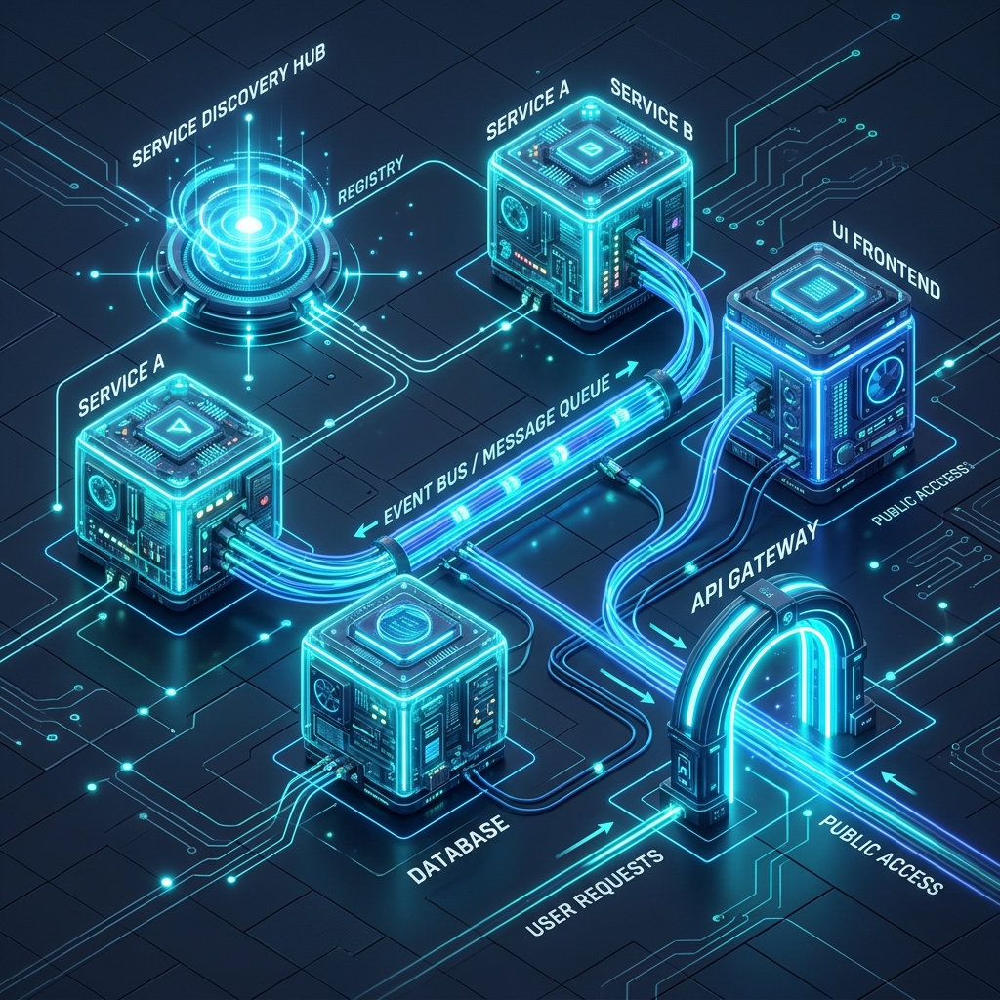 SERVICE DISCOVERY HUB
REGISTRY
SERVICE A
SERVICE B
UI FRONTEND
SERVICE A
EVENT BUS / MESSAGE QUEUE
PUBLIC ACCCESS:
API GATEWAY
DATABASE
USER REQUESTS
PUBLIC ACCESS